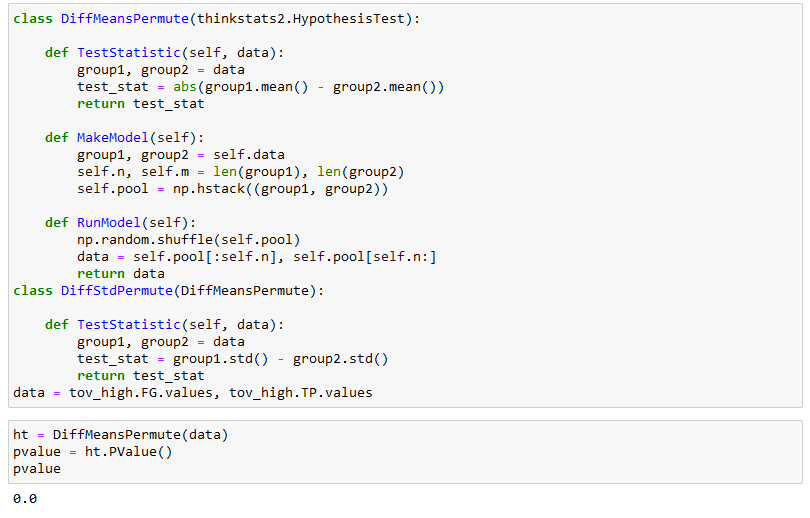 class DiffMeansPermute(thinkstats2.HypothesisTest):

    def TestStatistic(self, data):
        group1, group2 = data
        test_stat = abs(group1.mean() - group2.mean())
        return test_stat

    def MakeModel(self):
        group1, group2 = self.data
        self.n, self.m = len(group1), len(group2)
        self.pool = np.hstack((group1, group2))

    def RunModel(self):
        np.random.shuffle(self.pool)
        data = self.pool[:self.n], self.pool[self.n:]
        return data
class DiffStdPermute(DiffMeansPermute):

    def TestStatistic(self, data):
        group1, group2 = data
        test_stat = group1.std() - group2.std()
        return test_stat
data = tov_high.FG.values, tov_high.TP.values

ht = DiffMeansPermute(data)
pvalue = ht.PValue()
pvalue

0.0